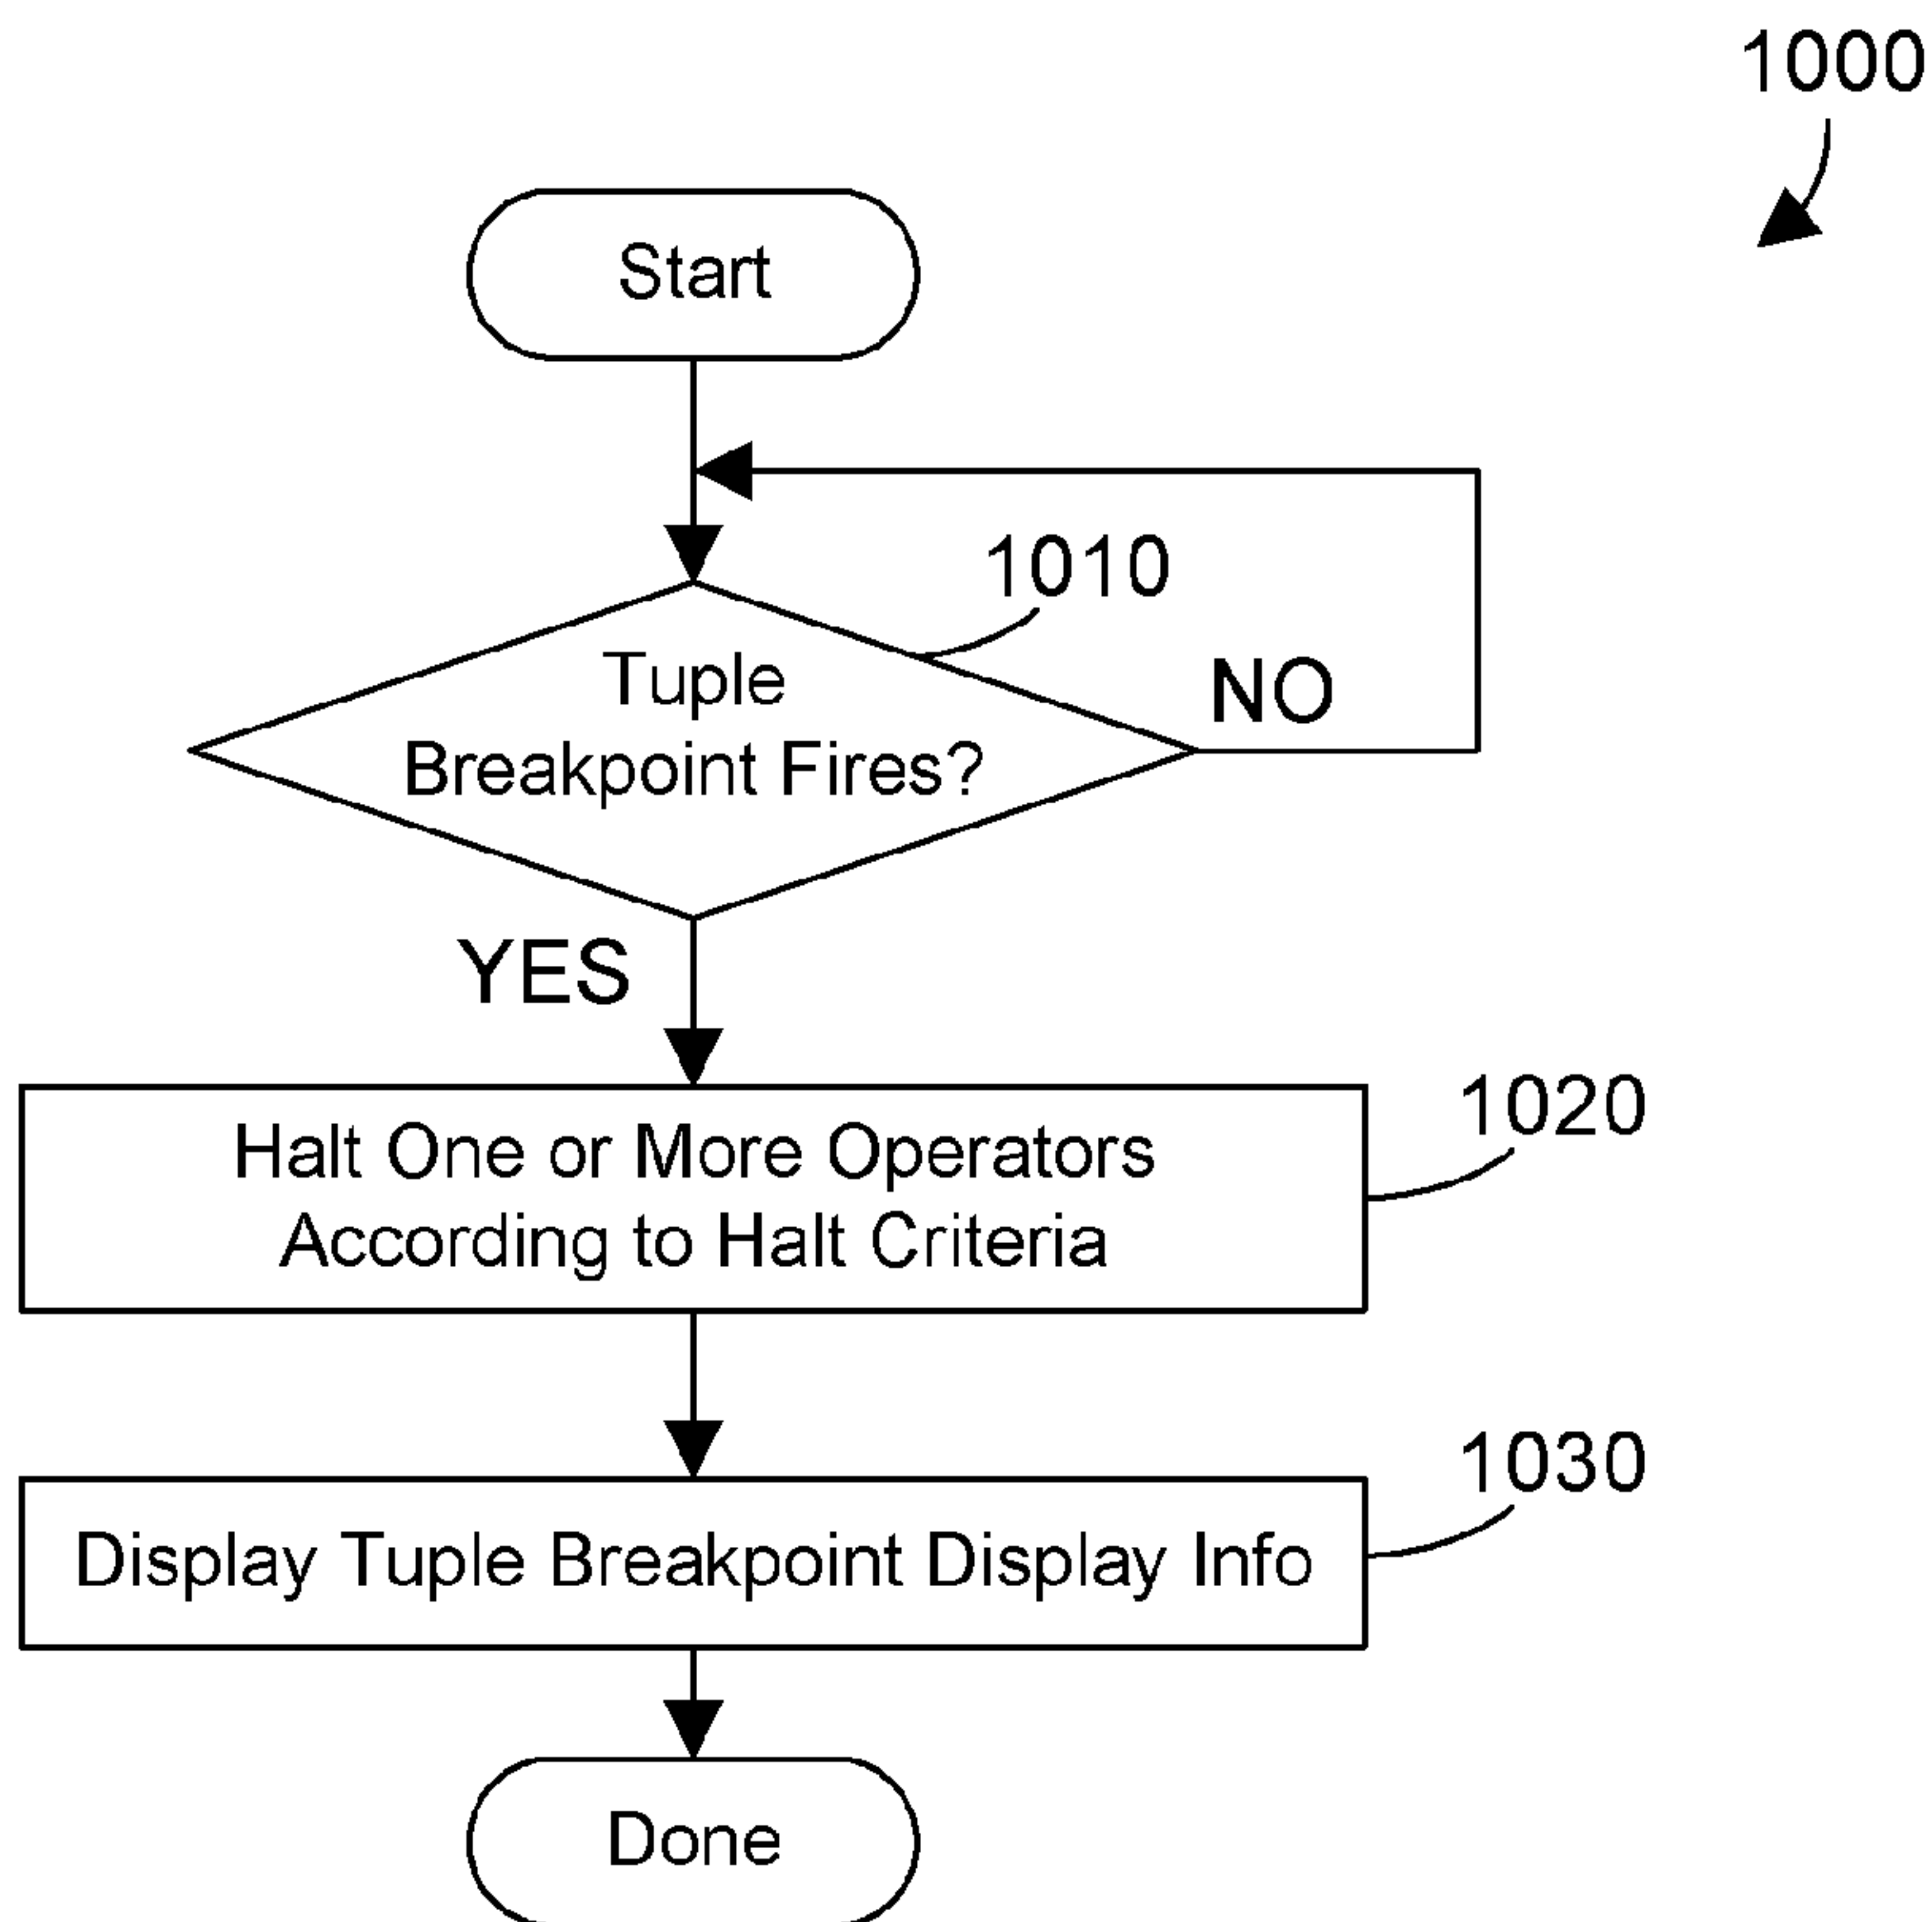 1000
Start
1010
Tuple
Breakpoint Fires?
NO
YES
1020
Halt One or More Operators
According to Halt Criteria
1030
Display Tuple Breakpoint Display Info
Done